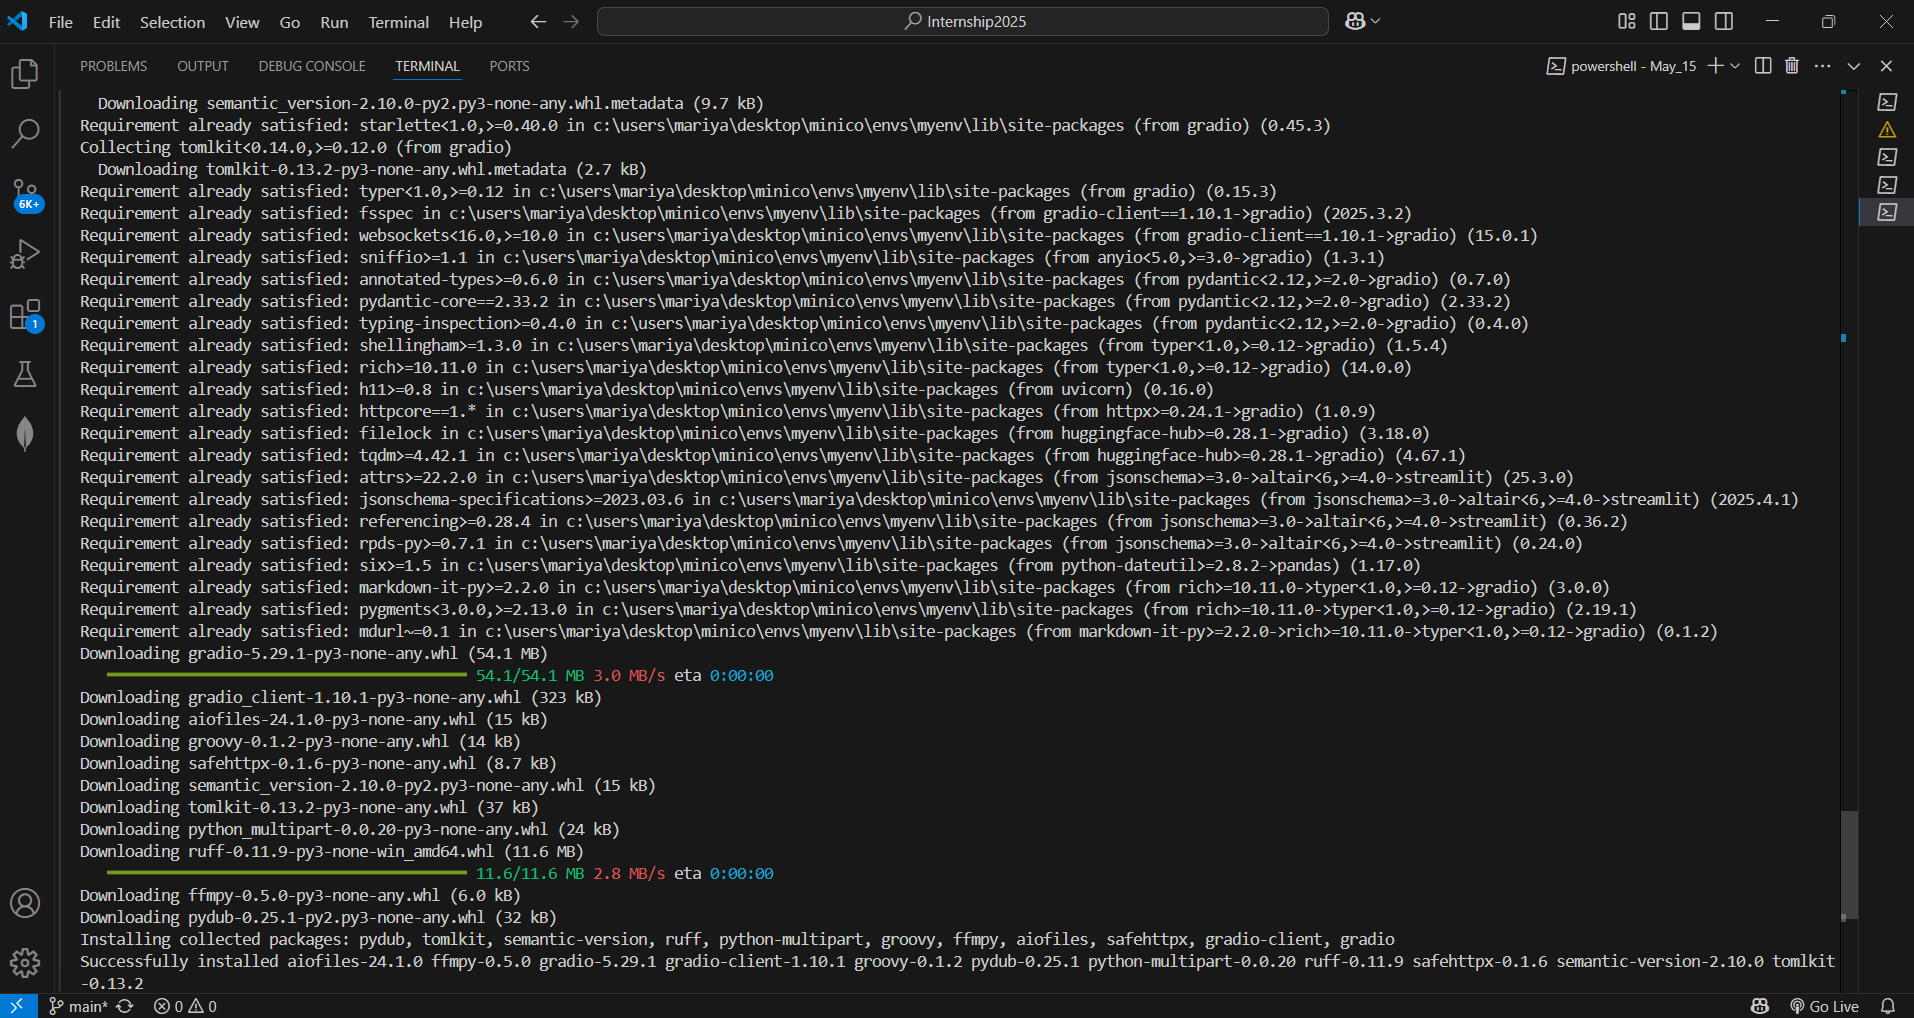 File Edit Selection View Go Run Terminal Help
Internship2025
PROBLEMS OUTPUT DEBUG CONSOLE TERMINAL PORTS
powershell - May_15
Downloading semantic_version-2.10.0-py2.py3-none-any.whl.metadata (9.7 kB)
Requirement already satisfied: starlette<1.0,>=0.40.0 in c:\users\mariya\desktop\minico\envs\myenv\lib\site-packages (from gradio) (0.45.3)
Collecting tomlkit<0.14.0,>=0.12.0 (from gradio)
Downloading tomlkit-0.13.2-py3-none-any.whl.metadata (2.7 kB)
Requirement already satisfied: typer<1.0,>=0.12 in c:\users\mariya\desktop\minico\envs\myenv\lib\site-packages (from gradio) (0.15.3)
Requirement already satisfied: fsspec in c:\users\mariya\desktop\minico\envs\myenv\lib\site-packages (from gradio-client==1.10.1->gradio) (2025.3.2)
Requirement already satisfied: websockets<16.0,>=10.0 in c:\users\mariya\desktop\minico\envs\myenv\lib\site-packages (from gradio-client==1.10.1->gradio) (15.0.1)
Requirement already satisfied: sniffio>=1.1 in c:\users\mariya\desktop\minico\envs\myenv\lib\site-packages (from anyio<5.0,>=3.0->gradio) (1.3.1)
Requirement already satisfied: annotated-types>=0.6.0 in c:\users\mariya\desktop\minico\envs\myenv\lib\site-packages (from pydantic<2.12,>=2.0->gradio) (0.7.0)
Requirement already satisfied: pydantic-core==2.33.2 in c:\users\mariya\desktop\minico\envs\myenv\lib\site-packages (from pydantic<2.12,>=2.0->gradio) (2.33.2)
Requirement already satisfied: typing-inspection>=0.4.0 in c:\users\mariya\desktop\minico\envs\myenv\lib\site-packages (from pydantic<2.12,>=2.0->gradio) (0.4.0)
Requirement already satisfied: shellingham>=1.3.0 in c:\users\mariya\desktop\minico\envs\myenv\lib\site-packages (from typer<1.0,>=0.12->gradio) (1.5.4)
Requirement already satisfied: rich>=10.11.0 in c:\users\mariya\desktop\minico\envs\myenv\lib\site-packages (from typer<1.0,>=0.12->gradio) (14.0.0)
Requirement already satisfied: h11>=0.8 in c:\users\mariya\desktop\minico\envs\myenv\lib\site-packages (from uvicorn) (0.16.0)
Requirement already satisfied: httpcore==1.* in c:\users\mariya\desktop\minico\envs\myenv\lib\site-packages (from httpx>=0.24.1->gradio) (1.0.9)
Requirement already satisfied: filelock in c:\users\mariya\desktop\minico\envs\myenv\lib\site-packages (from huggingface-hub>=0.28.1->gradio) (3.18.0)
Requirement already satisfied: tqdm>=4.42.1 in c:\users\mariya\desktop\minico\envs\myenv\lib\site-packages (from huggingface-hub>=0.28.1->gradio) (4.67.1)
Requirement already satisfied: attrs>=22.2.0 in c:\users\mariya\desktop\minico\envs\myenv\lib\site-packages (from jsonschema>=3.0->altair<6,>=4.0->streamlit) (25.3.0)
Requirement already satisfied: jsonschema-specifications>=2023.03.6 in c:\users\mariya\desktop\minico\envs\myenv\lib\site-packages (from jsonschema>=3.0->altair<6,>=4.0->streamlit) (2025.4.1)
Requirement already satisfied: referencing>=0.28.4 in c:\users\mariya\desktop\minico\envs\myenv\lib\site-packages (from jsonschema>=3.0->altair<6,>=4.0->streamlit) (0.36.2)
Requirement already satisfied: rpds-py>=0.7.1 in c:\users\mariya\desktop\minico\envs\myenv\lib\site-packages (from jsonschema>=3.0->altair<6,>=4.0->streamlit) (0.24.0)
Requirement already satisfied: six>=1.5 in c:\users\mariya\desktop\minico\envs\myenv\lib\site-packages (from python-dateutil>=2.8.2->pandas) (1.17.0)
Requirement already satisfied: markdown-it-py>=2.2.0 in c:\users\mariya\desktop\minico\envs\myenv\lib\site-packages (from rich>=10.11.0->typer<1.0,>=0.12->gradio) (3.0.0)
Requirement already satisfied: pygments<3.0.0,>=2.13.0 in c:\users\mariya\desktop\minico\envs\myenv\lib\site-packages (from rich>=10.11.0->typer<1.0,>=0.12->gradio) (2.19.1)
Requirement already satisfied: mdurl~=0.1 in c:\users\mariya\desktop\minico\envs\myenv\lib\site-packages (from markdown-it-py>=2.2.0->rich>=10.11.0->typer<1.0,>=0.12->gradio) (0.1.2)
Downloading gradio-5.29.1-py3-none-any.whl (54.1 MB)
54.1/54.1 MB 3.0 MB/s eta 0:00:00
Downloading gradio_client-1.10.1-py3-none-any.whl (323 kB)
Downloading aiofiles-24.1.0-py3-none-any.whl (15 kB)
Downloading groovy-0.1.2-py3-none-any.whl (14 kB)
Downloading safehttpx-0.1.6-py3-none-any.whl (8.7 kB)
Downloading semantic_version-2.10.0-py2.py3-none-any.whl (15 kB)
Downloading tomlkit-0.13.2-py3-none-any.whl (37 kB)
Downloading python_multipart-0.0.20-py3-none-any.whl (24 kB)
Downloading ruff-0.11.9-py3-none-win_amd64.whl (11.6 MB)
11.6/11.6 MB 2.8 MB/s eta 0:00:00
Downloading ffmpy-0.5.0-py3-none-any.whl (6.0 kB)
Downloading pydub-0.25.1-py2.py3-none-any.whl (32 kB)
Installing collected packages: pydub, tomlkit, semantic-version, ruff, python-multipart, groovy, ffmpy, aiofiles, safehttpx, gradio-client, gradio
Successfully installed aiofiles-24.1.0 ffmpy-0.5.0 gradio-5.29.1 gradio-client-1.10.1 groovy-0.1.2 pydub-0.25.1 python-multipart-0.0.20 ruff-0.11.9 safehttpx-0.1.6 semantic-version-2.10.0 tomlkit
-0.13.2
6K+
1
main* 0 0
Go Live